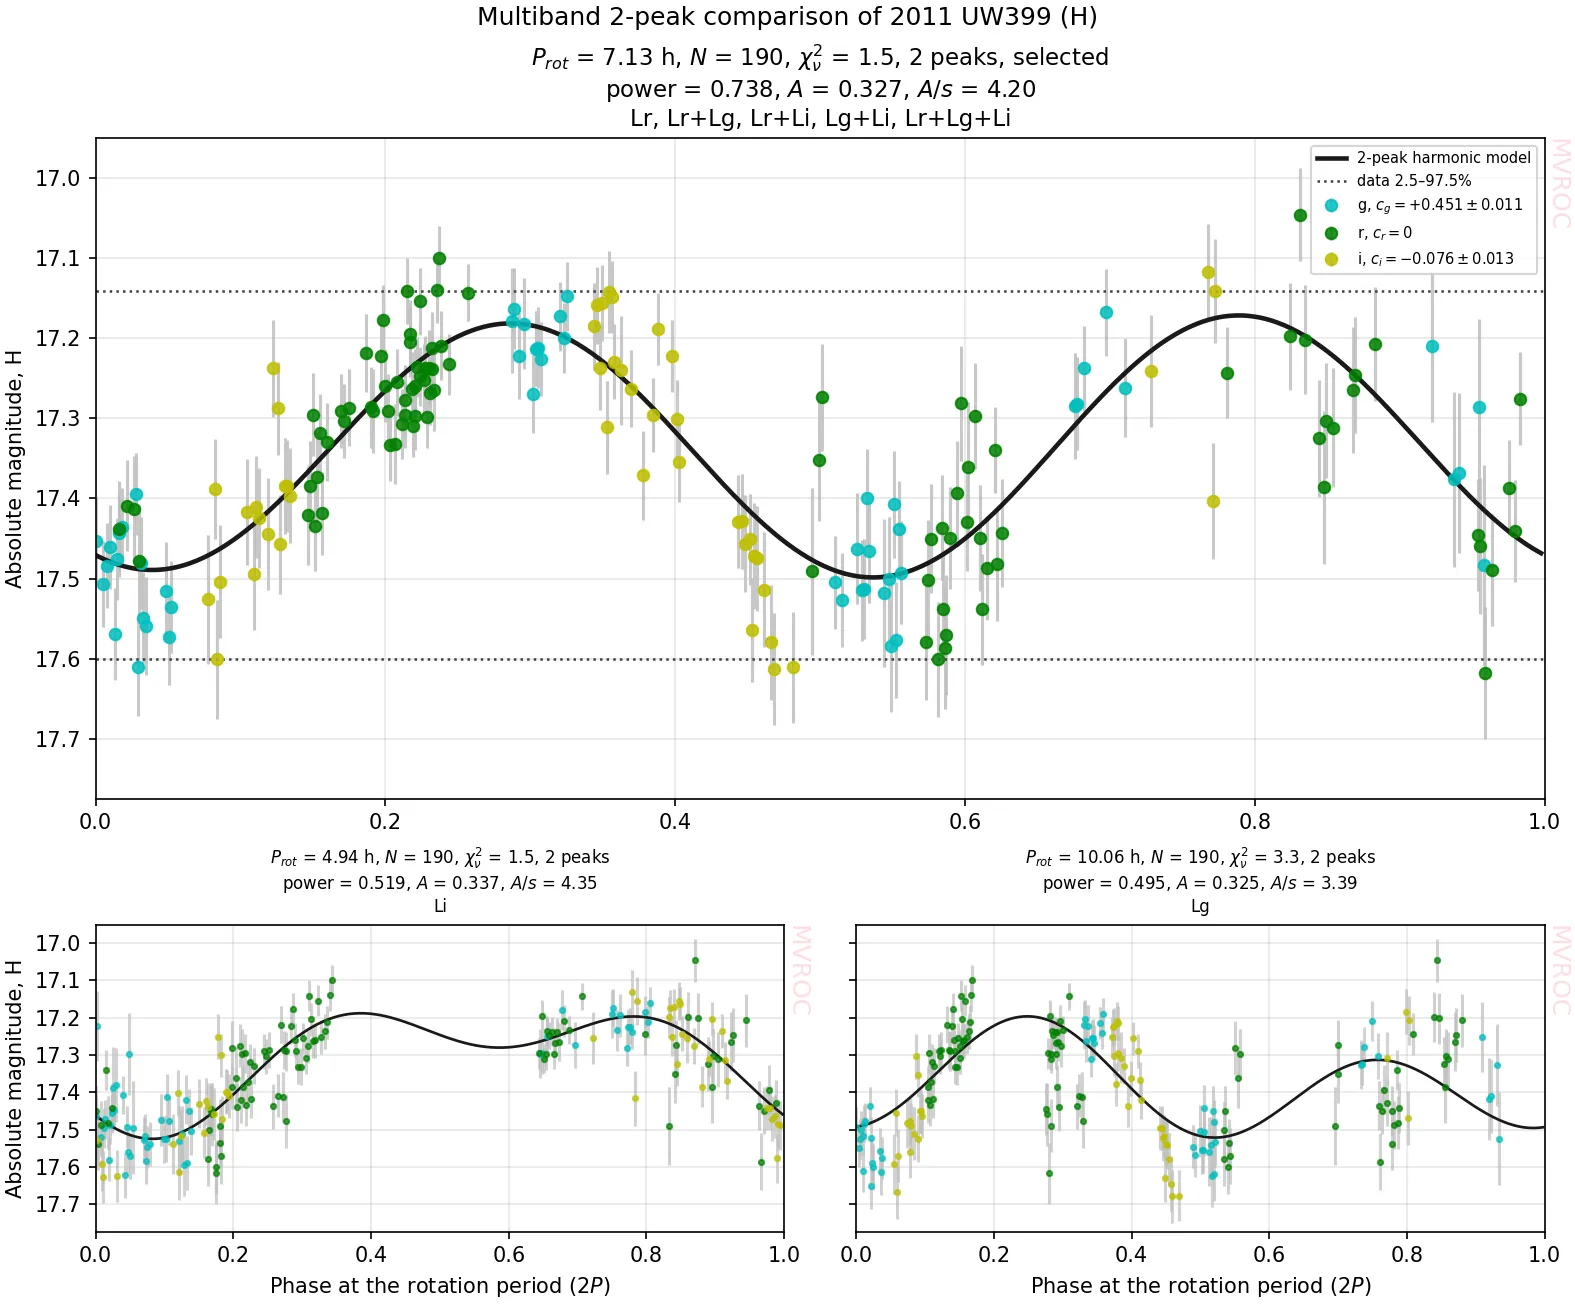 Multiband 2-peak comparison of 2011 UW399 (H)
P_rot = 7.13 h, N = 190, χ²_ν = 1.5, 2 peaks, selected
power = 0.738, A = 0.327, A/s = 4.20
Lr, Lr+Lg, Lr+Li, Lg+Li, Lr+Lg+Li
2-peak harmonic model
data 2.5–97.5%
g, c_g = +0.451 ± 0.011
r, c_r = 0
i, c_i = −0.076 ± 0.013
MVROC
Absolute magnitude, H
17.0
17.1
17.2
17.3
17.4
17.5
17.6
17.7
0.0 0.2 0.4 0.6 0.8 1.0
P_rot = 4.94 h, N = 190, χ²_ν = 1.5, 2 peaks
power = 0.519, A = 0.337, A/s = 4.35
Li
MVROC
Absolute magnitude, H
17.0
17.1
17.2
17.3
17.4
17.5
17.6
17.7
0.0 0.2 0.4 0.6 0.8 1.0
Phase at the rotation period (2P)
P_rot = 10.06 h, N = 190, χ²_ν = 3.3, 2 peaks
power = 0.495, A = 0.325, A/s = 3.39
Lg
MVROC
0.0 0.2 0.4 0.6 0.8 1.0
Phase at the rotation period (2P)